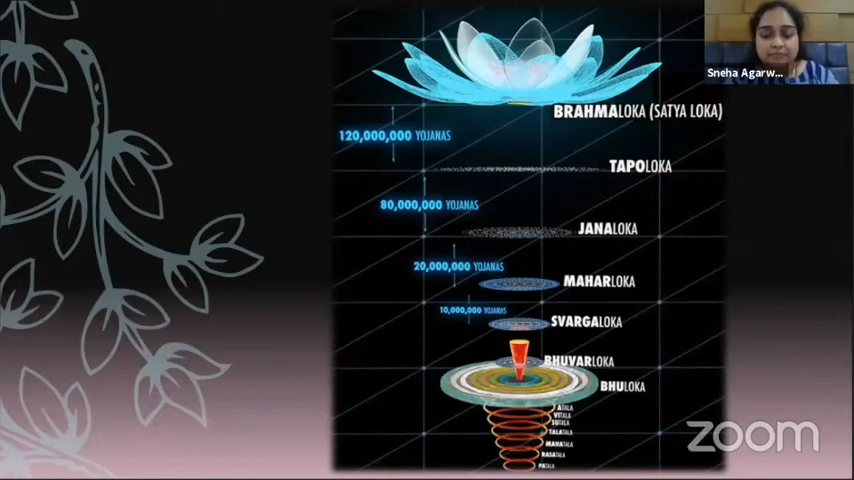 Sneha Agarw...
BRAHMALOKA (SATYA LOKA)
120,000,000 YOJANAS
TAPOLOKA
80,000,000 YOJANAS
JANALOKA
20,000,000 YOJANAS
MAHARLOKA
10,000,000 YOJANAS
SVARGALOKA
BHUVARLOKA
BHULOKA
ATALA
VITALA
SUTALA
TALATALA
MAHATALA
RASATALA
PATALA
zoom